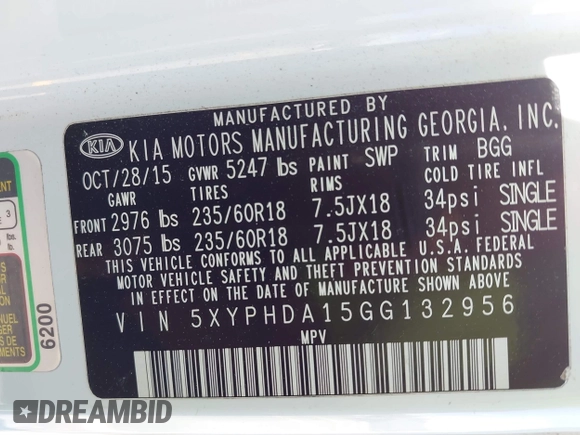 MANUFACTURED BY
KIA KIA MOTORS MANUFACTURING GEORGIA, INC.
OCT/28/15 GVWR 5247 lbs PAINT SWP TRIM BGG
GAWR TIRES RIMS COLD TIRE INFL
FRONT 2976 lbs 235/60R18 7.5JX18 34psi SINGLE
REAR 3075 lbs 235/60R18 7.5JX18 34psi SINGLE
THIS VEHICLE CONFORMS TO ALL APPLICABLE U.S.A. FEDERAL
MOTOR VEHICLE SAFETY AND THEFT PREVENTION STANDARDS
IN EFFECT ON THE DATE OF MANUFACTURE SHOWN ABOVE.
VIN 5XYPHDA15GG132956
MPV
6200
DREAMBID